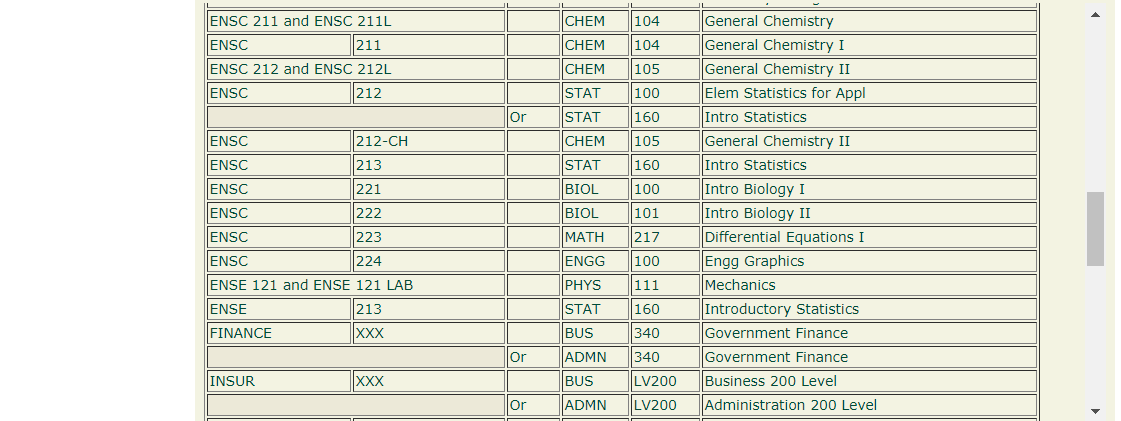 ENSC 211 and ENSC 211L CHEM 104 General Chemistry
ENSC 211 CHEM 104 General Chemistry I
ENSC 212 and ENSC 212L CHEM 105 General Chemistry II
ENSC 212 STAT 100 Elem Statistics for Appl
Or STAT 160 Intro Statistics
ENSC 212-CH CHEM 105 General Chemistry II
ENSC 213 STAT 160 Intro Statistics
ENSC 221 BIOL 100 Intro Biology I
ENSC 222 BIOL 101 Intro Biology II
ENSC 223 MATH 217 Differential Equations I
ENSC 224 ENGG 100 Engg Graphics
ENSE 121 and ENSE 121 LAB PHYS 111 Mechanics
ENSE 213 STAT 160 Introductory Statistics
FINANCE XXX BUS 340 Government Finance
Or ADMN 340 Government Finance
INSUR XXX BUS LV200 Business 200 Level
Or ADMN LV200 Administration 200 Level